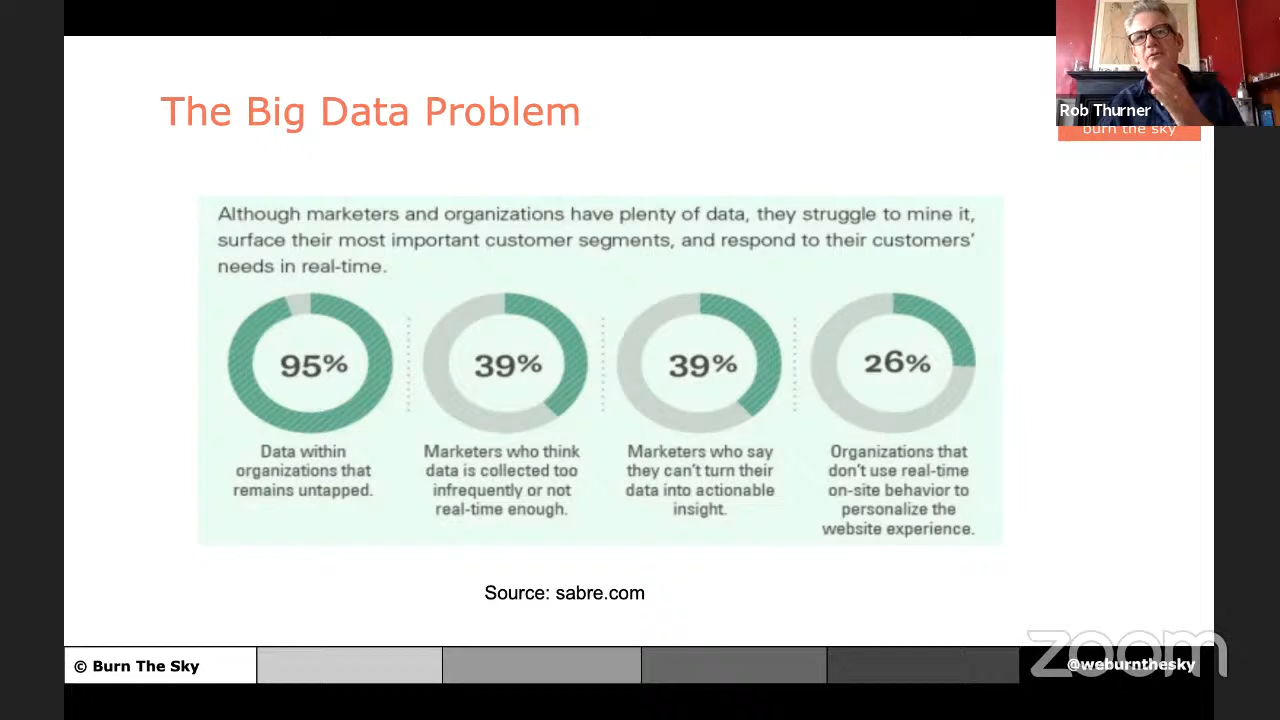 The Big Data Problem
Rob Thurner
burn the sky
Although marketers and organizations have plenty of data, they struggle to mine it,
surface their most important customer segments, and respond to their customers'
needs in real-time.
95%
39%
39%
26%
Data within
organizations that
remains untapped.
Marketers who think
data is collected too
infrequently or not
real-time enough.
Marketers who say
they can't turn their
data into actionable
insight.
Organizations that
don't use real-time
on-site behavior to
personalize the
website experience.
Source: sabre.com
© Burn The Sky
@weburnthesky
zoom